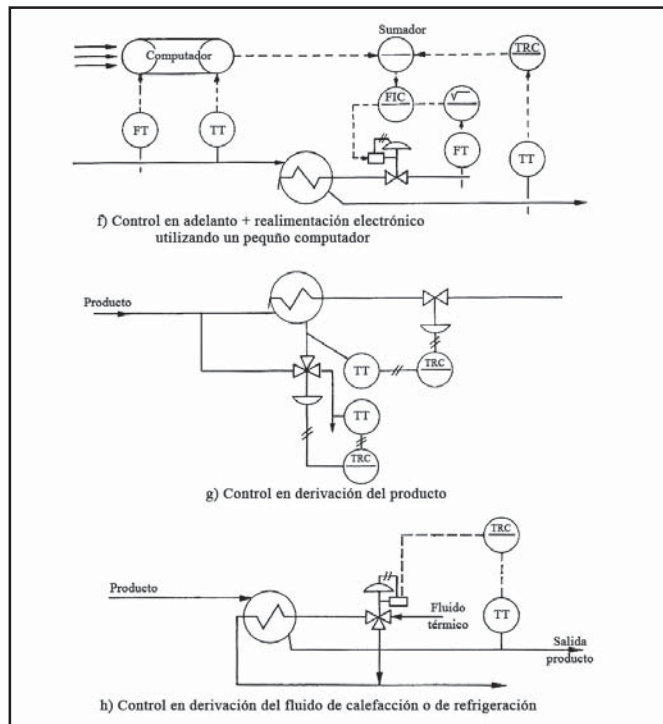 Sumador
Computador
TRC
FIC
√
FT
TT
FT
TT
f) Control en adelanto + realimentación electrónico
utilizando un pequño computador
Producto
TT
TRC
TT
TRC
g) Control en derivación del producto
TRC
Producto
Fluido
térmico
TT
Salida
producto
h) Control en derivación del fluido de calefacción o de refrigeración